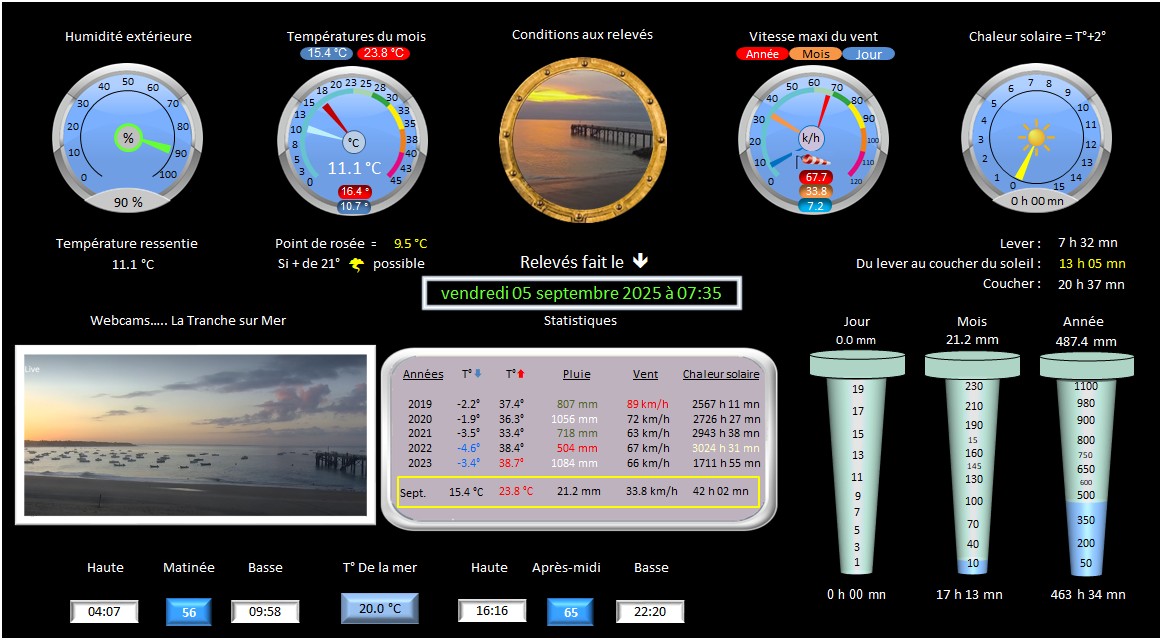 Humidité extérieure
Températures du mois
15.4 °C 23.8 °C
Conditions aux relevés
Vitesse maxi du vent
Année Mois Jour
Chaleur solaire = T°+2°
0 10 20 30 40 50 60 70 80 90 100
%
90 %
0 3 5 8 10 13 15 18 20 23 25 28 30 33 35 38 40 43 45
°C
11.1 °C
16.4 °
10.7 °
0 10 20 30 40 50 60 70 80 90 100 110 120
k/h
67.7
33.8
7.2
0 1 2 3 4 5 6 7 8 9 10 11 12 13 14 15
0 h 00 mn
Température ressentie
11.1 °C
Point de rosée = 9.5 °C
Si + de 21° possible
Relevés fait le
vendredi 05 septembre 2025 à 07:35
Lever : 7 h 32 mn
Du lever au coucher du soleil : 13 h 05 mn
Coucher : 20 h 37 mn
Webcams..... La Tranche sur Mer
Live
Statistiques
Années T° T° Pluie Vent Chaleur solaire
2019 -2.2° 37.4° 807 mm 89 km/h 2567 h 11 mn
2020 -1.9° 36.3° 1056 mm 72 km/h 2726 h 27 mn
2021 -3.5° 33.4° 718 mm 63 km/h 2943 h 38 mn
2022 -4.6° 38.4° 504 mm 67 km/h 3024 h 31 mn
2023 -3.4° 38.7° 1084 mm 66 km/h 1711 h 55 mn
Sept. 15.4 °C 23.8 °C 21.2 mm 33.8 km/h 42 h 02 mn
Jour
0.0 mm
19
17
15
13
11
9
7
5
3
1
0 h 00 mn
Mois
21.2 mm
230
210
190
15
160
145
130
100
70
40
10
17 h 13 mn
Année
487.4 mm
1100
980
900
800
750
650
600
500
350
200
50
463 h 34 mn
Haute Matinée Basse
04:07 56 09:58
T° De la mer
20.0 °C
Haute Après-midi Basse
16:16 65 22:20